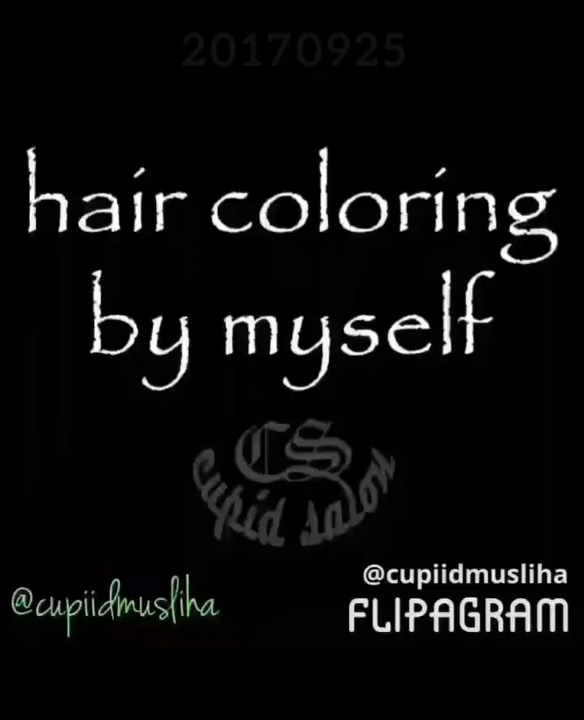 20170925
hair coloring
by myself
CS
cupid salon
@cupiidmusliha
@cupiidmusliha
FLIPAGRAM